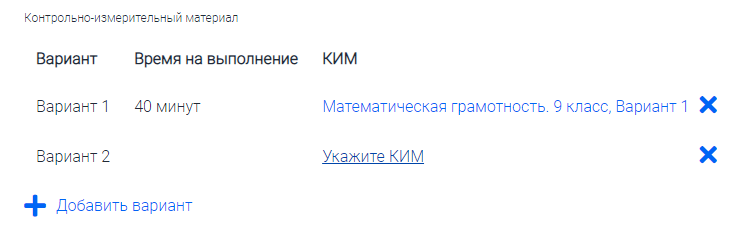 Контрольно-измерительный материал
Вариант Время на выполнение КИМ
Вариант 1 40 минут Математическая грамотность. 9 класс, Вариант 1
Вариант 2 Укажите КИМ
Добавить вариант